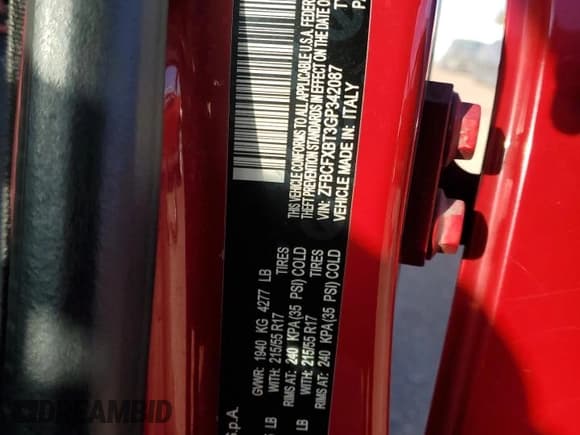 S.p.A.
GVWR: 1940 KG 4277 LB
LB WITH: 215/55 R17 TIRES
RIMS AT: 240 KPA(35 PSI) COLD
LB WITH: 215/55 R17 TIRES
RIMS AT: 240 KPA(35 PSI) COLD
THIS VEHICLE CONFORMS TO ALL APPLICABLE U.S.A. FEDER
THEFT PREVENTION STANDARDS IN EFFECT ON THE DATE O
VIN: ZFBCFXBT3GP342087
VEHICLE MADE IN: ITALY
DREAMBID